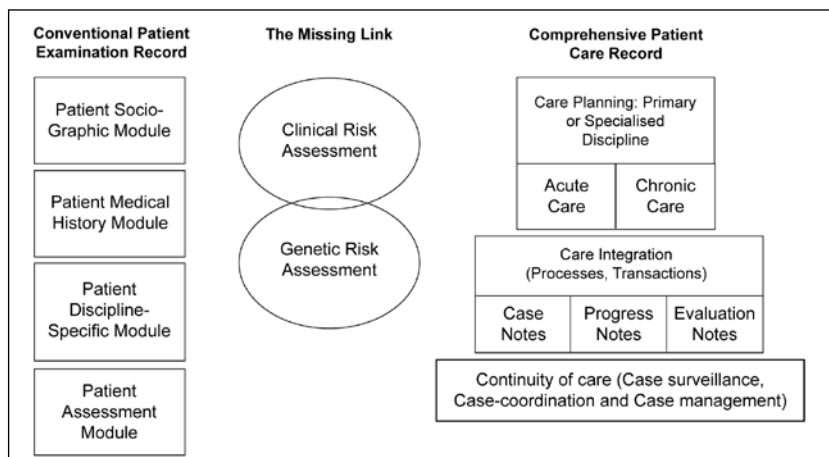 Conventional Patient
Examination Record
Patient Socio-
Graphic Module
Patient Medical
History Module
Patient
Discipline-
Specific Module
Patient
Assessment
Module
The Missing Link
Clinical Risk
Assessment
Genetic Risk
Assessment
Comprehensive Patient
Care Record
Care Planning: Primary
or Specialised
Discipline
Acute
Care
Chronic
Care
Care Integration
(Processes, Transactions)
Case
Notes
Progress
Notes
Evaluation
Notes
Continuity of care (Case surveillance,
Case-coordination and Case management)